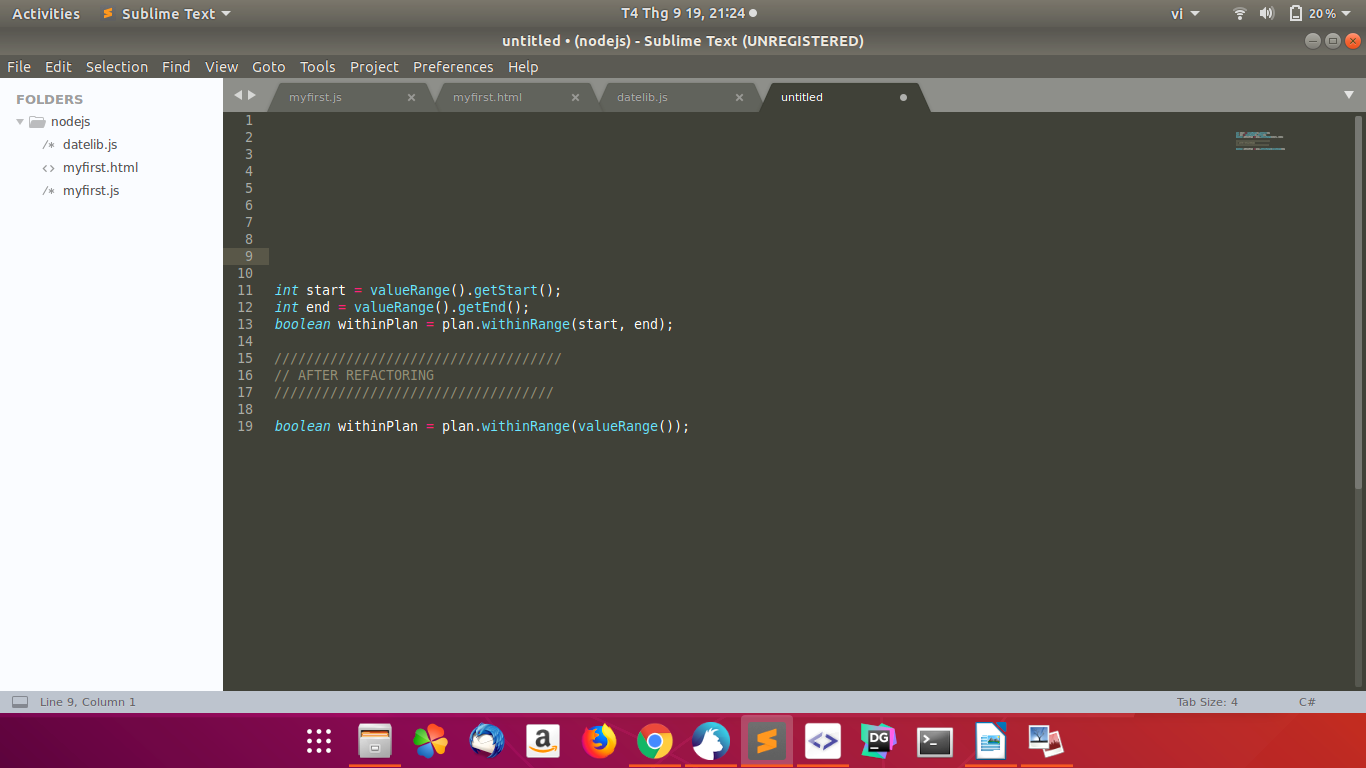 Activities Sublime Text T4 Thg 9 19, 21:24 vi 20%
untitled • (nodejs) - Sublime Text (UNREGISTERED)
File Edit Selection Find View Goto Tools Project Preferences Help
FOLDERS
nodejs
/* datelib.js
<> myfirst.html
/* myfirst.js
myfirst.js × myfirst.html × datelib.js × untitled
1
2
3
4
5
6
7
8
9
10
11 int start = valueRange().getStart();
12 int end = valueRange().getEnd();
13 boolean withinPlan = plan.withinRange(start, end);
14
15 ////////////////////////////////////
16 // AFTER REFACTORING
17 ///////////////////////////////////
18
19 boolean withinPlan = plan.withinRange(valueRange());
Line 9, Column 1 Tab Size: 4 C#
a
DG
>_